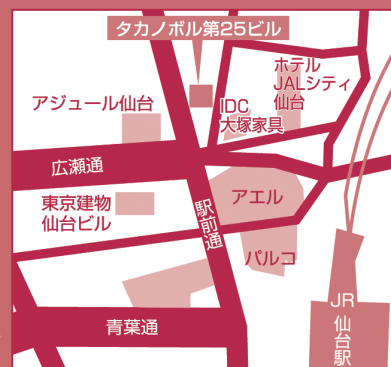 タカノボル第25ビル
ホテル
JALシティ
仙台
アジュール仙台
IDC
大塚家具
広瀬通
東京建物
仙台ビル
アエル
駅前通
パルコ
青葉通
JR
仙台駅